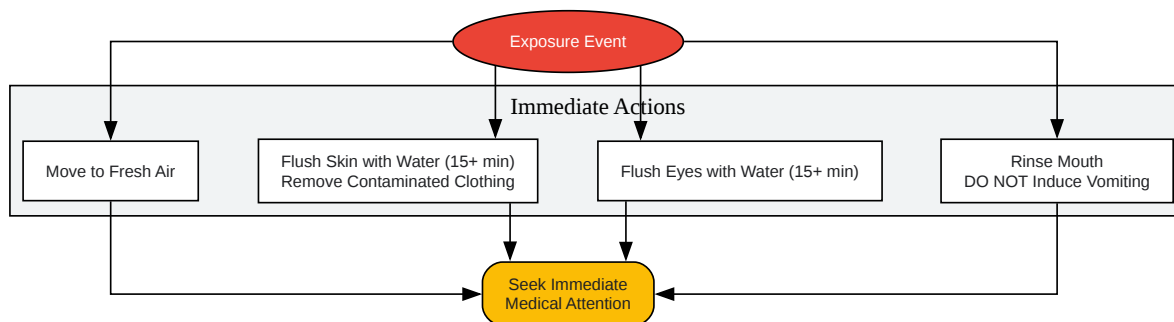 Exposure Event
Immediate Actions
Move to Fresh Air
Flush Skin with Water (15+ min)
Remove Contaminated Clothing
Flush Eyes with Water (15+ min)
Rinse Mouth
DO NOT Induce Vomiting
Seek Immediate
Medical Attention